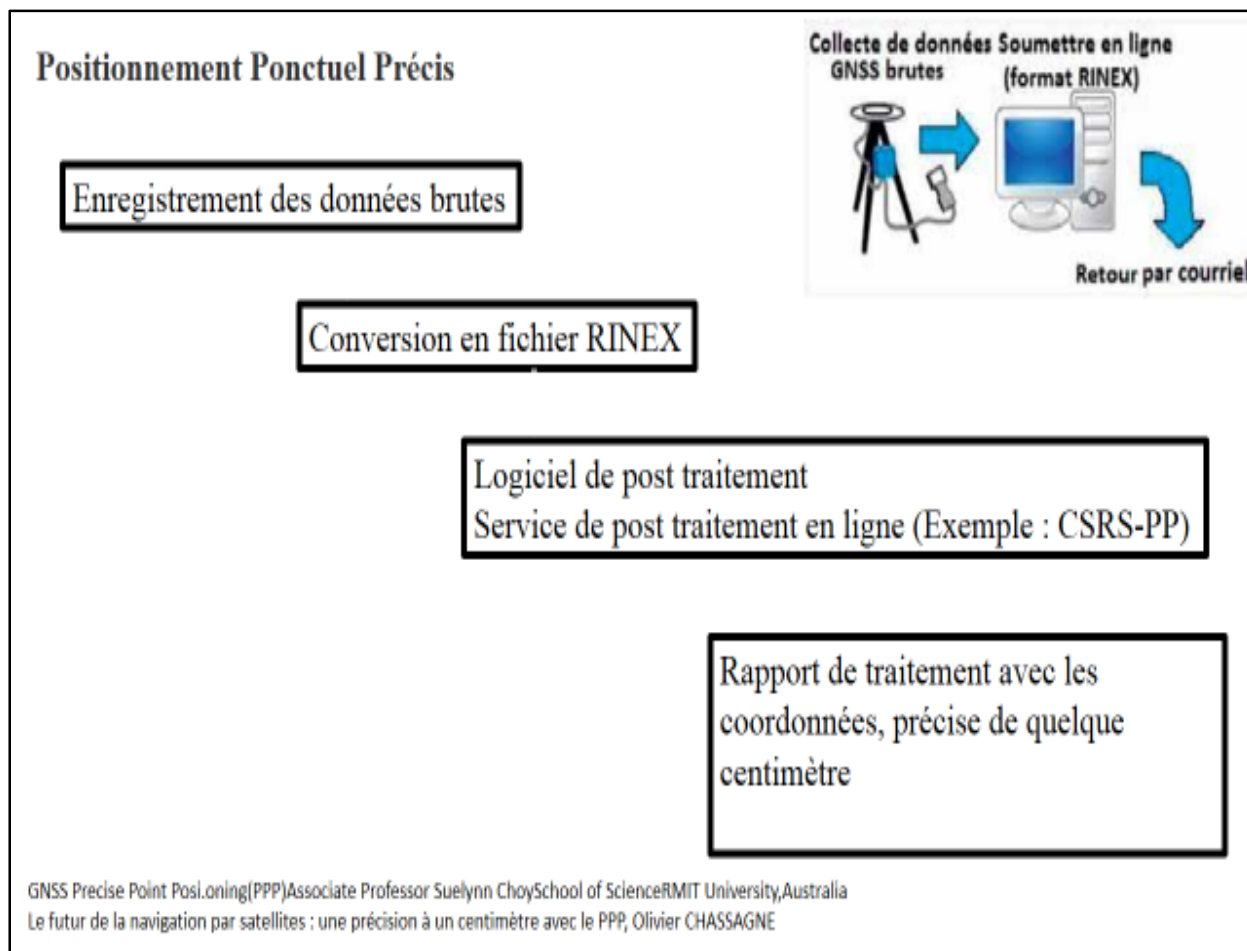 Positionnement Ponctuel Précis
Collecte de données Soumettre en ligne
GNSS brutes (format RINEX)
Retour par courriel
Enregistrement des données brutes
Conversion en fichier RINEX
Logiciel de post traitement
Service de post traitement en ligne (Exemple : CSRS-PP)
Rapport de traitement avec les
coordonnées, précise de quelque
centimètre
GNSS Precise Point Posi.oning(PPP)Associate Professor Suelynn ChoySchool of ScienceRMIT University,Australia
Le futur de la navigation par satellites : une précision à un centimètre avec le PPP, Olivier CHASSAGNE